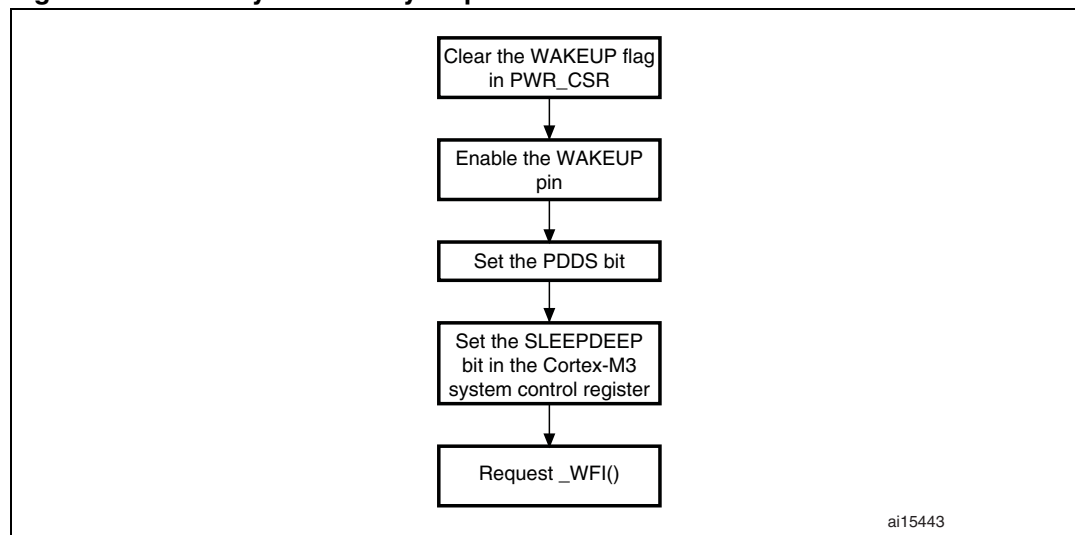 Clear the WAKEUP flag
in PWR_CSR
Enable the WAKEUP
pin
Set the PDDS bit
Set the SLEEPDEEP
bit in the Cortex-M3
system control register
Request _WFI()
ai15443